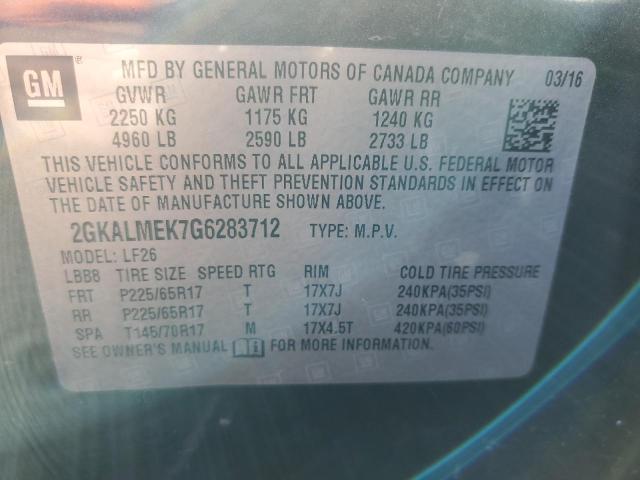 GM ® MFD BY GENERAL MOTORS OF CANADA COMPANY 03/16
GVWR GAWR FRT GAWR RR
2250 KG 1175 KG 1240 KG
4960 LB 2590 LB 2733 LB
THIS VEHICLE CONFORMS TO ALL APPLICABLE U.S. FEDERAL MOTOR
VEHICLE SAFETY AND THEFT PREVENTION STANDARDS IN EFFECT ON
THE DATE OF MANUFACTURE SHOWN ABOVE.
2GKALMEK7G6283712 TYPE: M.P.V.
MODEL: LF26
LBB8 TIRE SIZE SPEED RTG RIM COLD TIRE PRESSURE
FRT P225/65R17 T 17X7J 240KPA(35PSI)
RR P225/65R17 T 17X7J 240KPA(35PSI)
SPA T145/70R17 M 17X4.5T 420KPA(60PSI)
SEE OWNER'S MANUAL FOR MORE INFORMATION.